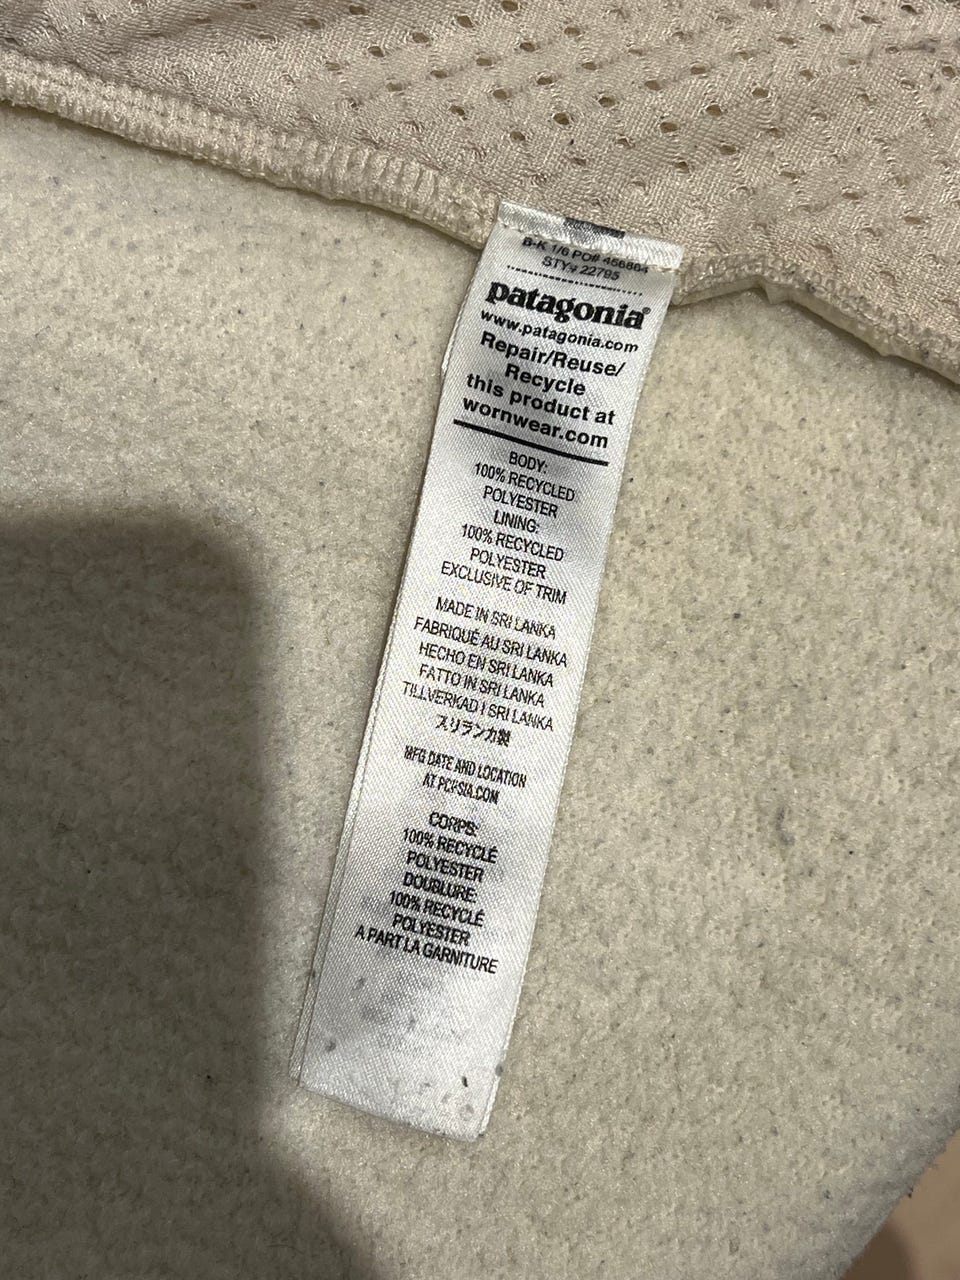 B-K 1/6 PO# 456864
STY# 22795
patagonia®
www.patagonia.com
Repair/Reuse/
Recycle
this product at
wornwear.com
BODY:
100% RECYCLED
POLYESTER
LINING:
100% RECYCLED
POLYESTER
EXCLUSIVE OF TRIM
MADE IN SRI LANKA
FABRIQUÉ AU SRI LANKA
HECHO EN SRI LANKA
FATTO IN SRI LANKA
TILLVERKAD I SRI LANKA
スリランカ製
MFG DATE AND LOCATION
AT PCPSIA.COM
CORPS:
100% RECYCLÉ
POLYESTER
DOUBLURE:
100% RECYCLÉ
POLYESTER
A PART LA GARNITURE